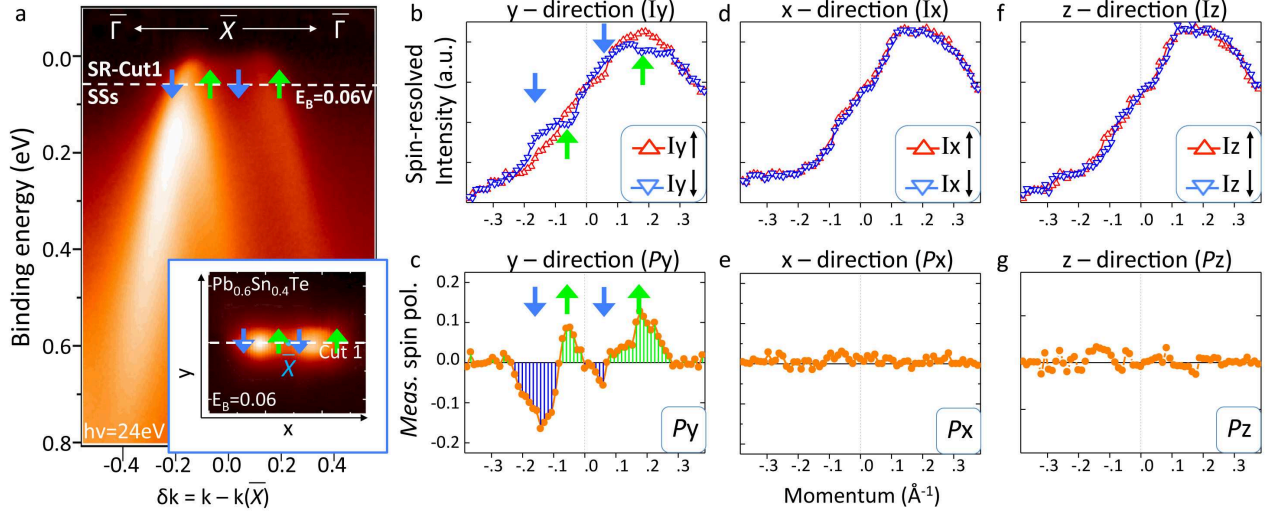 a
Γ̅ ← X̅ → Γ̅
0.0
SR-Cut1
SSs
E_B=0.06V
0.2
0.4
0.6
0.8
Binding energy (eV)
hν=24eV
-0.4 -0.2 0.0 0.2 0.4
δk = k – k(X̅)
Pb0.6Sn0.4Te
Cut 1
X̅
E_B=0.06
y
x
b
y – direction (Iy)
Spin-resolved
Intensity (a.u.)
Iy↑
Iy↓
-.3 -.2 -.1 .0 .1 .2 .3
c
y – direction (Py)
Meas. spin pol.
0.2
0.1
0.0
-0.1
-0.2
Py
-.3 -.2 -.1 .0 .1 .2 .3
d
x – direction (Ix)
Ix↑
Ix↓
-.3 -.2 -.1 .0 .1 .2 .3
e
x – direction (Px)
Px
-.3 -.2 -.1 .0 .1 .2 .3
Momentum (Å⁻¹)
f
z – direction (Iz)
Iz↑
Iz↓
-.3 -.2 -.1 .0 .1 .2 .3
g
z – direction (Pz)
Pz
-.3 -.2 -.1 .0 .1 .2 .3